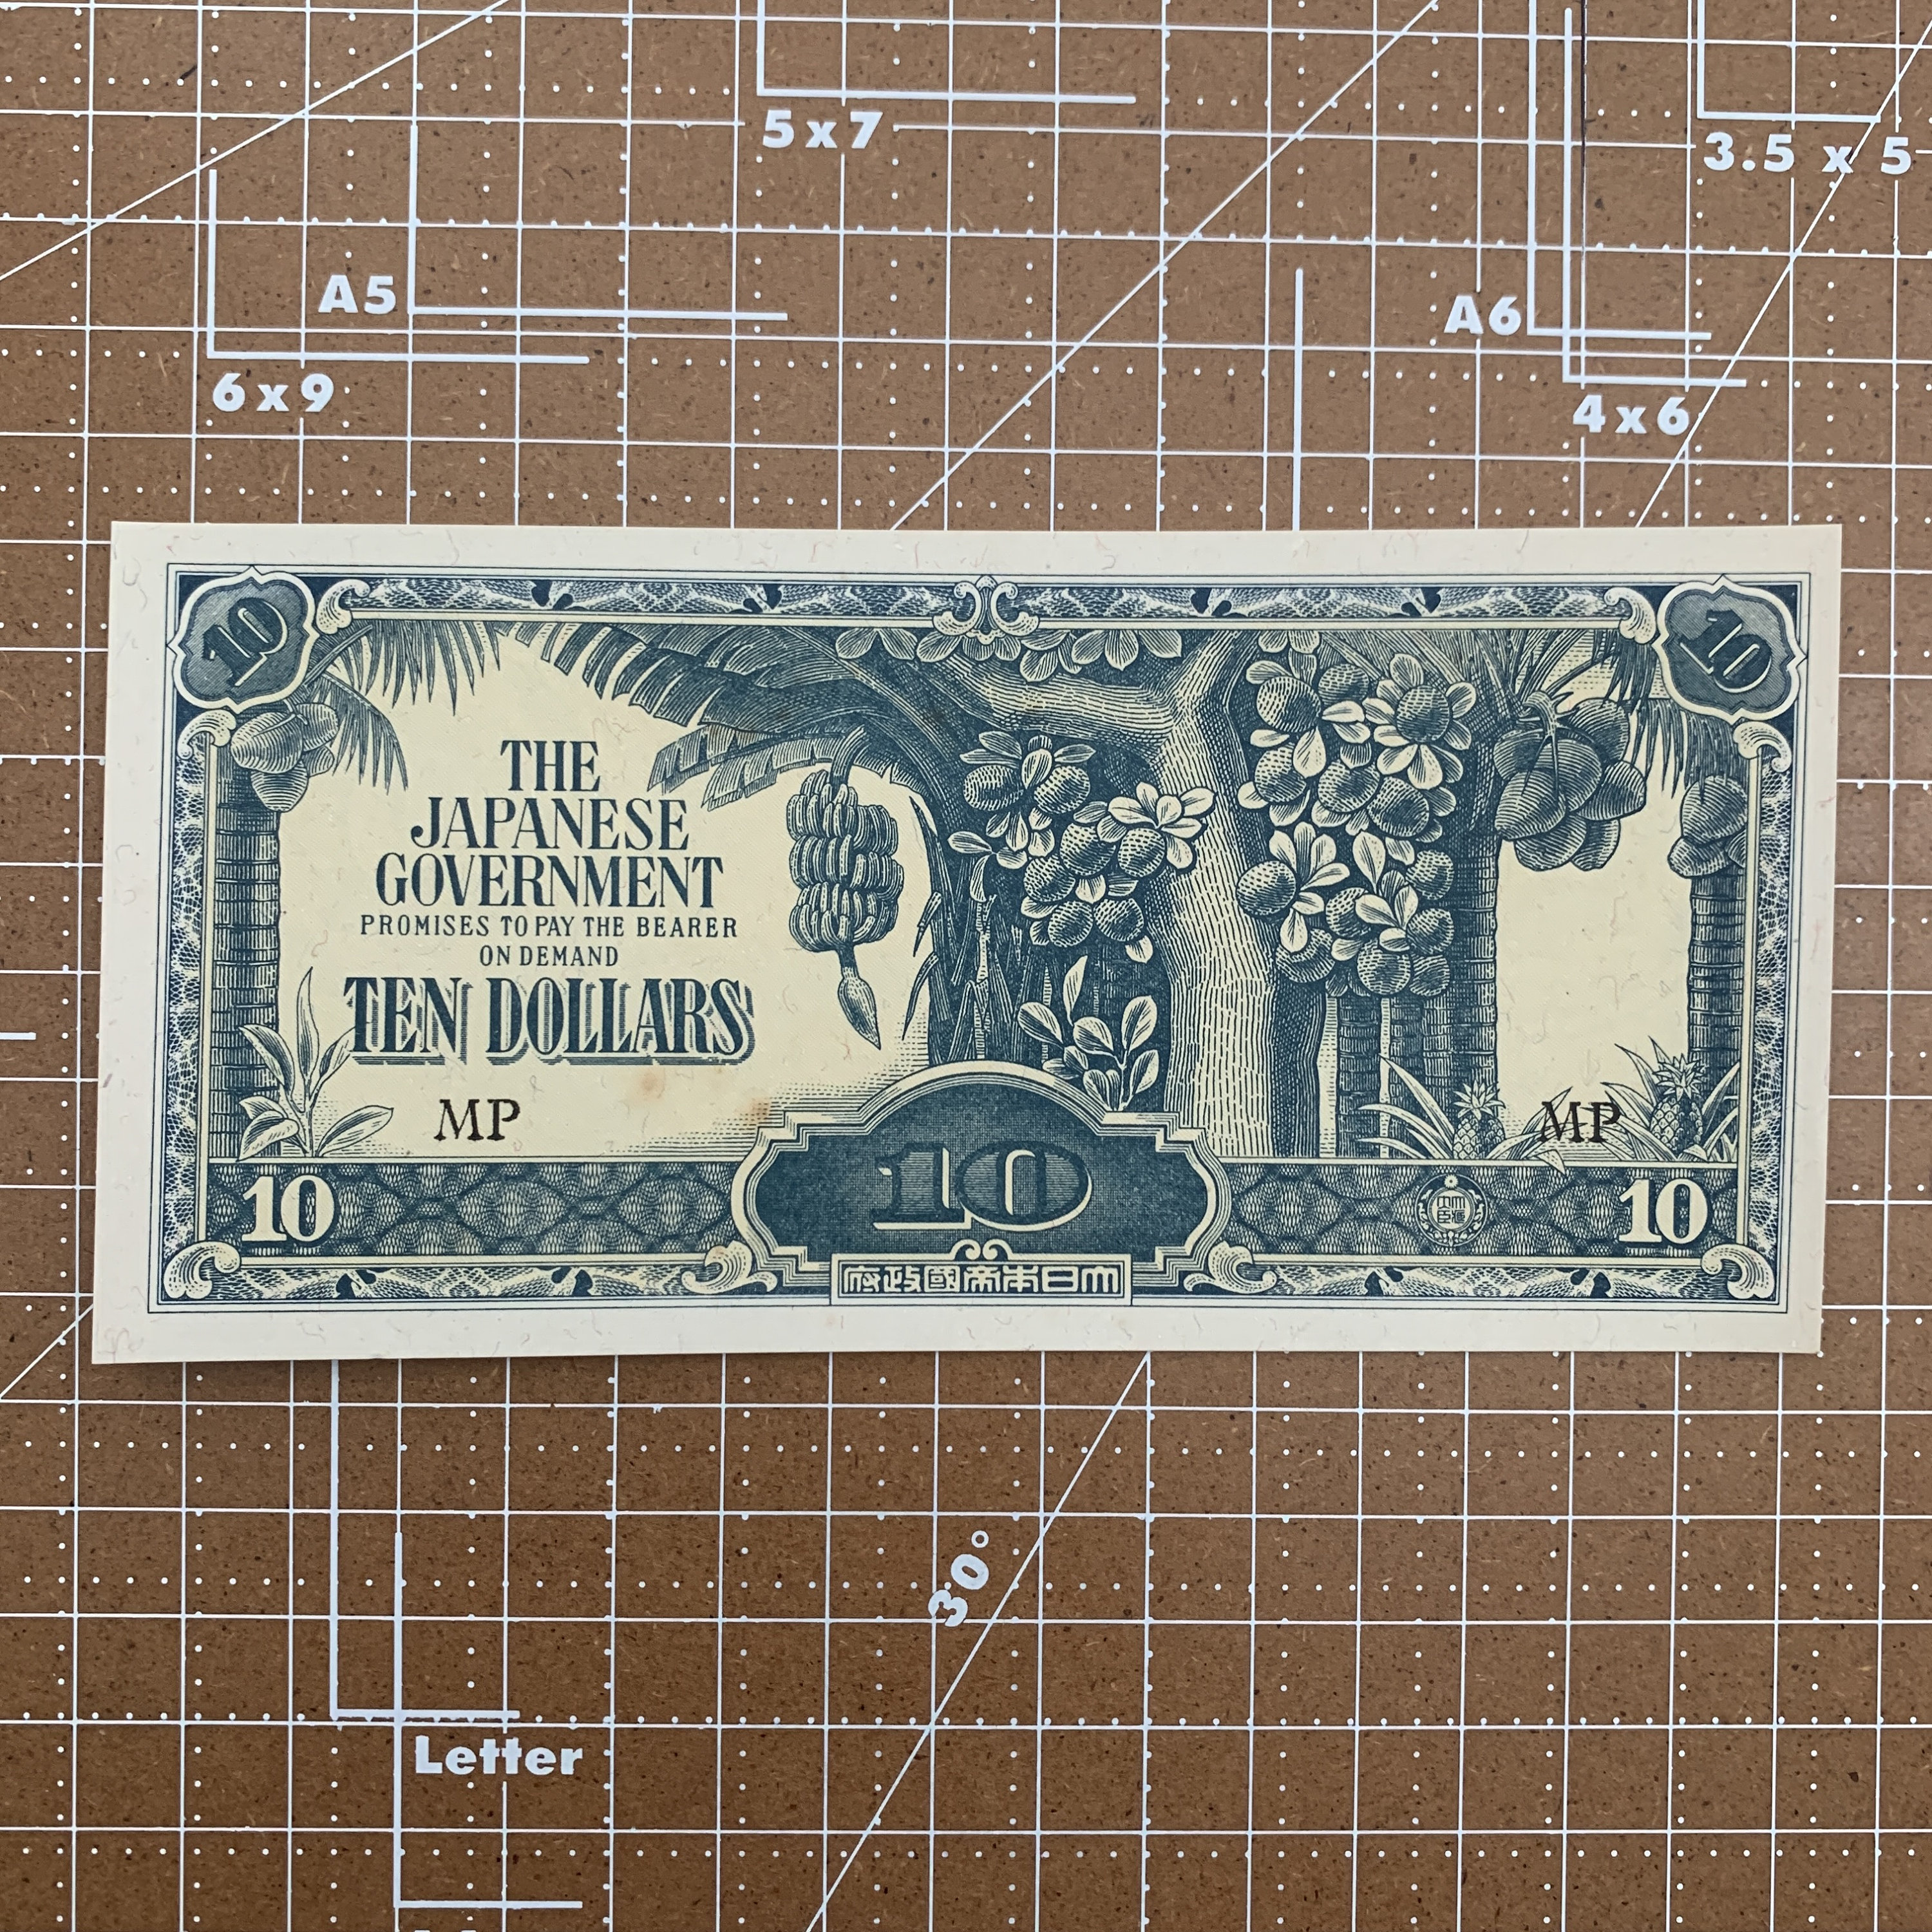 5 x 7
3.5 x 5
A5
A6
6 x 9
4 x 6
10
10
THE
JAPANESE
GOVERNMENT
PROMISES TO PAY THE BEARER
ON DEMAND
TEN DOLLARS
MP
MP
10
10
10
府政國帝本日大
30°
Letter